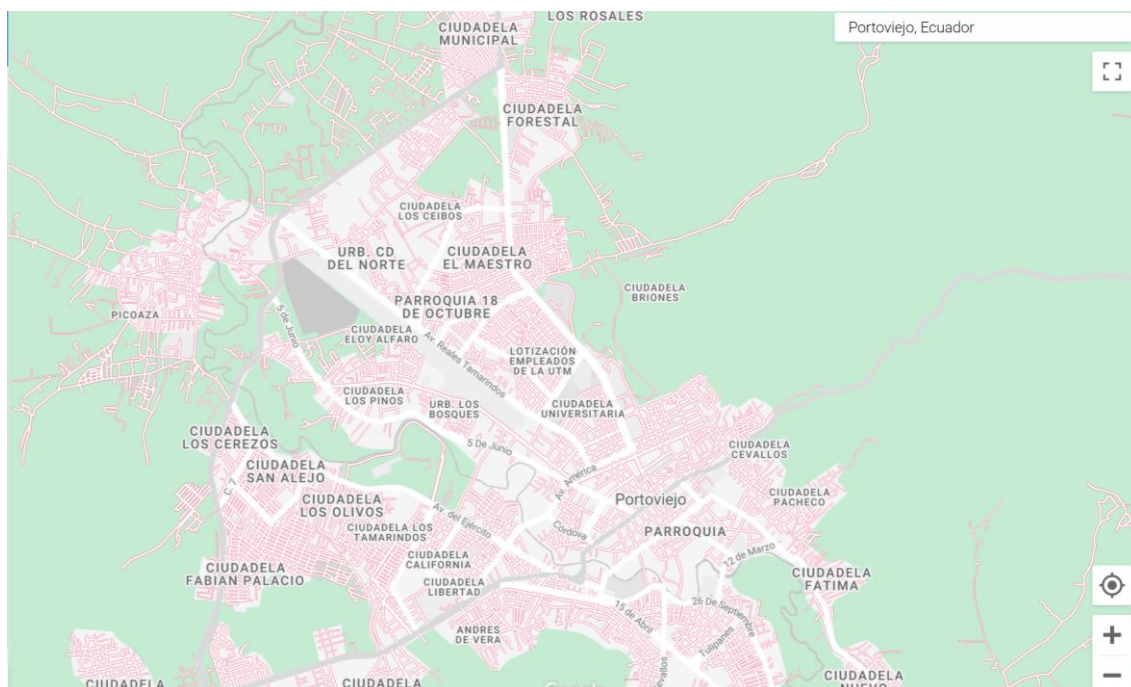 LOS ROSALES
CIUDADELA
MUNICIPAL
Portoviejo, Ecuador
CIUDADELA
FORESTAL
CIUDADELA
LOS CEIBOS
URB. CD
DEL NORTE
CIUDADELA
EL MAESTRO
CIUDADELA
BRIONES
PICOAZA
5 de Junio
PARROQUIA 18
DE OCTUBRE
CIUDADELA
ELOY ALFARO
Av. Reales Tamarindos
LOTIZACIÓN
EMPLEADOS
DE LA UTM
CIUDADELA
LOS PINOS
URB. LOS
BOSQUES
CIUDADELA
UNIVERSITARIA
CIUDADELA
LOS CEREZOS
5 De Junio
CIUDADELA
CEVALLOS
CIUDADELA
SAN ALEJO
C. 7
Av. América
CIUDADELA
LOS OLIVOS
Portoviejo
CIUDADELA
PACHECO
Av. del Ejército
CIUDADELA LOS
TAMARINDOS
Cordova
PARROQUIA
CIUDADELA
CALIFORNIA
12 de Marzo
CIUDADELA
FABIAN PALACIO
CIUDADELA
LIBERTAD
CIUDADELA
FATIMA
15 de Abril
26 De Septiembre
ANDRES
DE VERA
Tulipanes
CIUDADELA
CIUDADELA
CIUDADELA